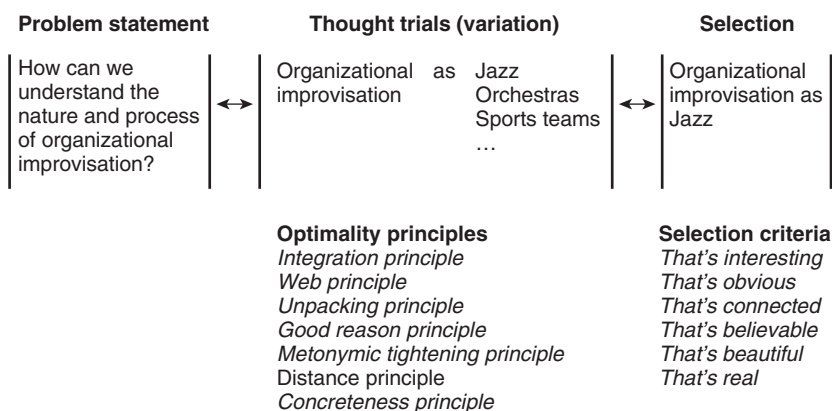 Problem statement
How can we
understand the
nature and process
of organizational
improvisation?
Thought trials (variation)
Organizational as Jazz
improvisation Orchestras
Sports teams
…
Selection
Organizational
improvisation as
Jazz
Optimality principles
Integration principle
Web principle
Unpacking principle
Good reason principle
Metonymic tightening principle
Distance principle
Concreteness principle
Selection criteria
That's interesting
That's obvious
That's connected
That's believable
That's beautiful
That's real